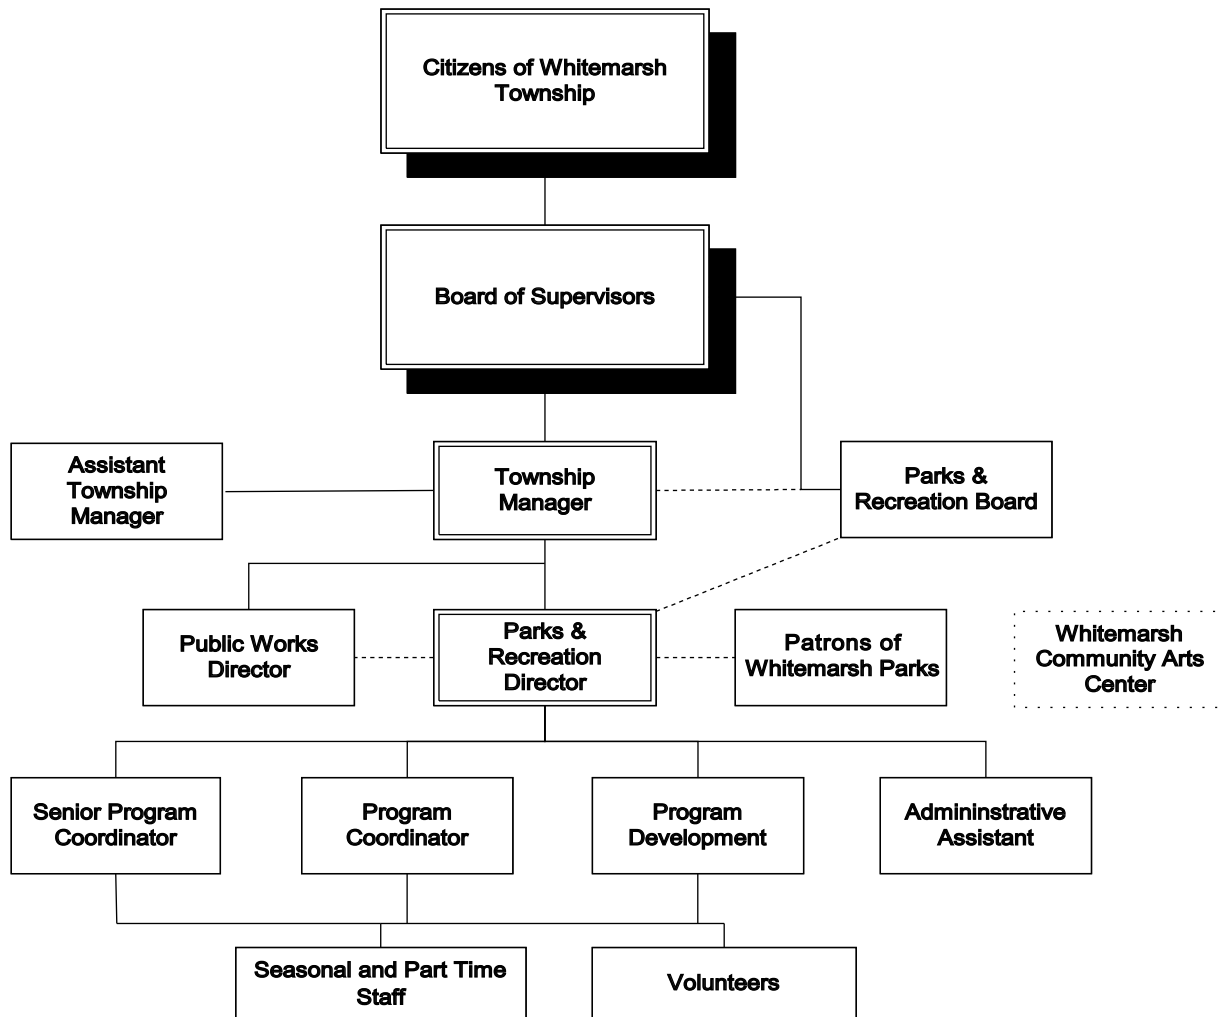 Citizens of Whitemarsh
Township
Board of Supervisors
Assistant
Township
Manager
Township
Manager
Parks &
Recreation Board
Public Works
Director
Parks &
Recreation
Director
Patrons of
Whitemarsh Parks
Whitemarsh
Community Arts
Center
Senior Program
Coordinator
Program
Coordinator
Program
Development
Admininstrative
Assistant
Seasonal and Part Time
Staff
Volunteers